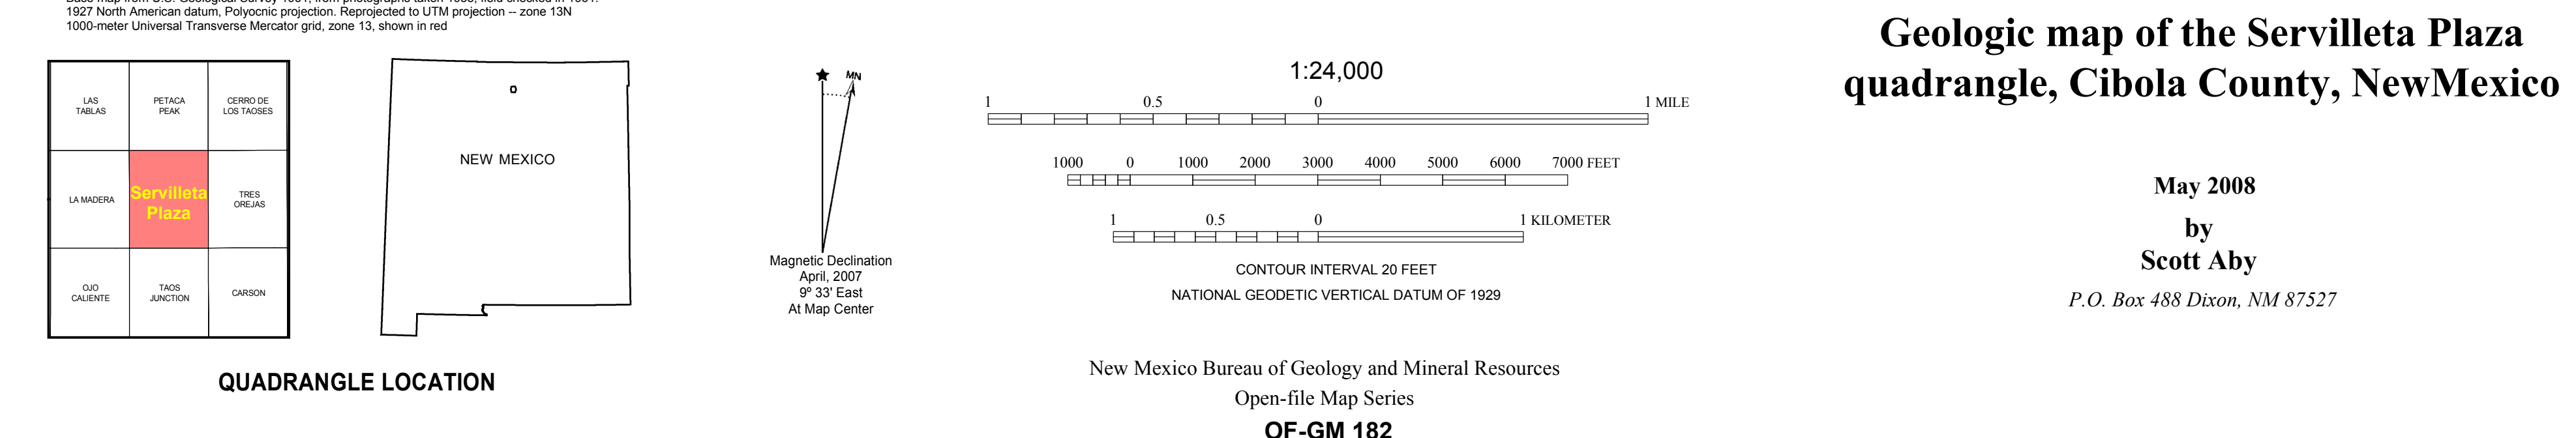 1927 North American datum, Polyocnic projection. Reprojected to UTM projection -- zone 13N
1000-meter Universal Transverse Mercator grid, zone 13, shown in red
LAS
TABLAS
PETACA
PEAK
CERRO DE
LOS TAOSES
LA MADERA
Servilleta
Plaza
TRES
OREJAS
OJO
CALIENTE
TAOS
JUNCTION
CARSON
QUADRANGLE LOCATION
NEW MEXICO
MN
Magnetic Declination
April, 2007
9º 33' East
At Map Center
1:24,000
1 0.5 0 1 MILE
1000 0 1000 2000 3000 4000 5000 6000 7000 FEET
1 0.5 0 1 KILOMETER
CONTOUR INTERVAL 20 FEET
NATIONAL GEODETIC VERTICAL DATUM OF 1929
New Mexico Bureau of Geology and Mineral Resources
Open-file Map Series
OF-GM 182
Geologic map of the Servilleta Plaza
quadrangle, Cibola County, NewMexico
May 2008
by
Scott Aby
P.O. Box 488 Dixon, NM 87527